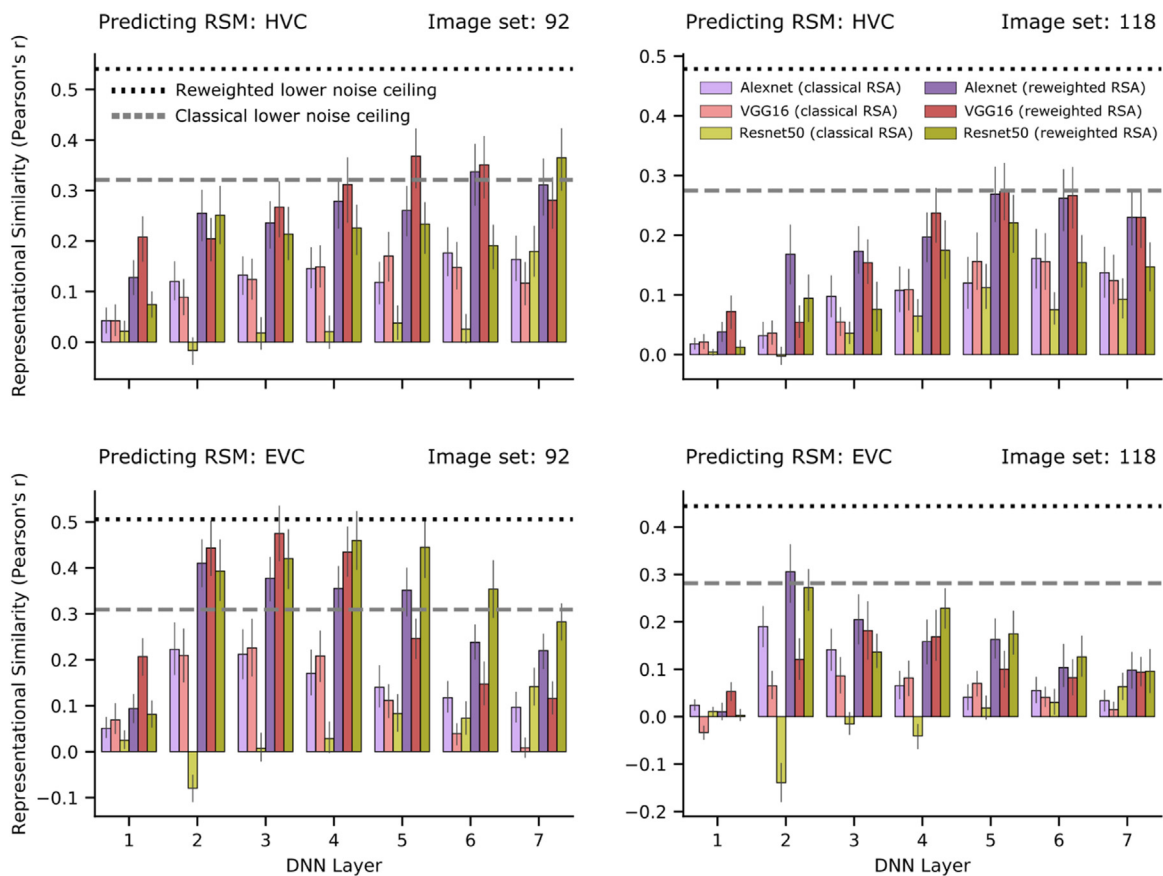 Predicting RSM: HVC Image set: 92
Representational Similarity (Pearson's r)
0.5
0.4
0.3
0.2
0.1
0.0
Reweighted lower noise ceiling
Classical lower noise ceiling
1 2 3 4 5 6 7
Predicting RSM: HVC Image set: 118
0.5
0.4
0.3
0.2
0.1
0.0
Alexnet (classical RSA) Alexnet (reweighted RSA)
VGG16 (classical RSA) VGG16 (reweighted RSA)
Resnet50 (classical RSA) Resnet50 (reweighted RSA)
1 2 3 4 5 6 7
Predicting RSM: EVC Image set: 92
Representational Similarity (Pearson's r)
0.5
0.4
0.3
0.2
0.1
0.0
−0.1
1 2 3 4 5 6 7
DNN Layer
Predicting RSM: EVC Image set: 118
0.4
0.3
0.2
0.1
0.0
−0.1
−0.2
1 2 3 4 5 6 7
DNN Layer